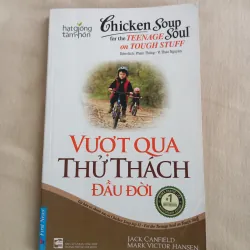 hạt giống
tâm hồn
Chicken Soup
for the TEENAGE Soul
on TOUGH STUFF
#1
VƯỢT QUA
THỬ THÁCH
ĐẦU ĐỜI
JACK CANFIELD
MARK VICTOR HANSEN